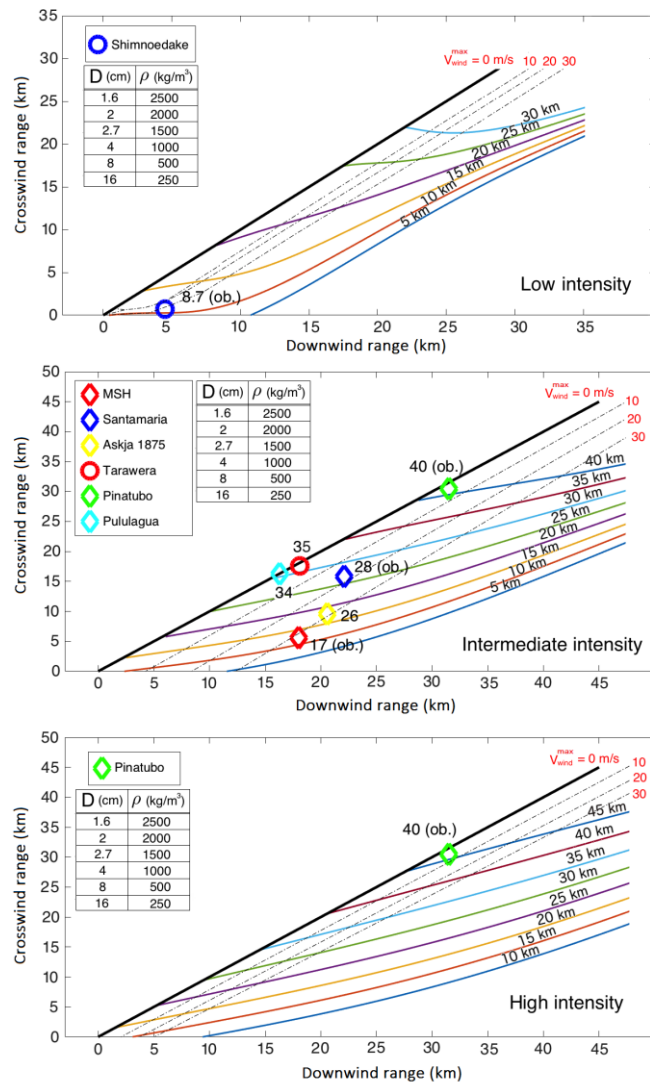 Shimnoedake
D (cm) ρ (kg/m³)
1.6 2500
2 2000
2.7 1500
4 1000
8 500
16 250
V_wind^max = 0 m/s 10 20 30
30 km
25 km
20 km
15 km
10 km
5 km
8.7 (ob.)
Low intensity
Crosswind range (km)
35
30
25
20
15
10
5
0
0 5 10 15 20 25 30 35
Downwind range (km)
MSH
Santamaria
Askja 1875
Tarawera
Pinatubo
Pululagua
D (cm) ρ (kg/m³)
1.6 2500
2 2000
2.7 1500
4 1000
8 500
16 250
V_wind^max = 0 m/s 10
20
30
40 (ob.)
40 km
35 km
30 km
25 km
20 km
15 km
10 km
5 km
35
34
28 (ob.)
26
17 (ob.)
Intermediate intensity
Crosswind range (km)
50
45
40
35
30
25
20
15
10
5
0
0 5 10 15 20 25 30 35 40 45
Downwind range (km)
Pinatubo
D (cm) ρ (kg/m³)
1.6 2500
2 2000
2.7 1500
4 1000
8 500
16 250
V_wind^max = 0 m/s 10
20
30
40 (ob.)
45 km
40 km
35 km
30 km
25 km
20 km
15 km
10 km
High intensity
Crosswind range (km)
50
45
40
35
30
25
20
15
10
5
0
0 5 10 15 20 25 30 35 40 45
Downwind range (km)